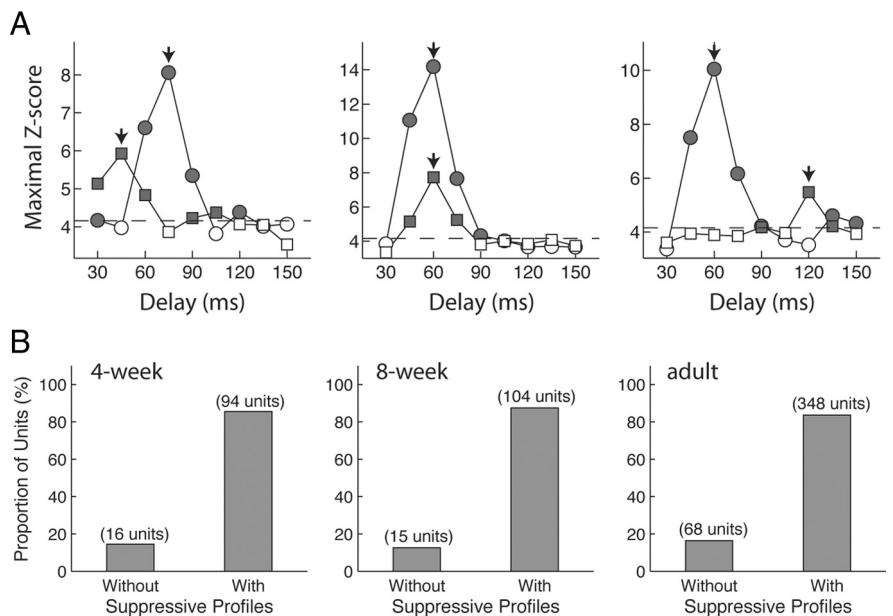 A
Maximal Z-score
8
7
6
5
4
30 60 90 120 150
Delay (ms)
14
12
10
8
6
4
30 60 90 120 150
Delay (ms)
10
8
6
4
30 60 90 120 150
Delay (ms)
B
Proportion of Units (%)
4-week
100
80
60
40
20
0
(16 units)
(94 units)
Without With
Suppressive Profiles
8-week
100
80
60
40
20
0
(15 units)
(104 units)
Without With
Suppressive Profiles
adult
100
80
60
40
20
0
(68 units)
(348 units)
Without With
Suppressive Profiles